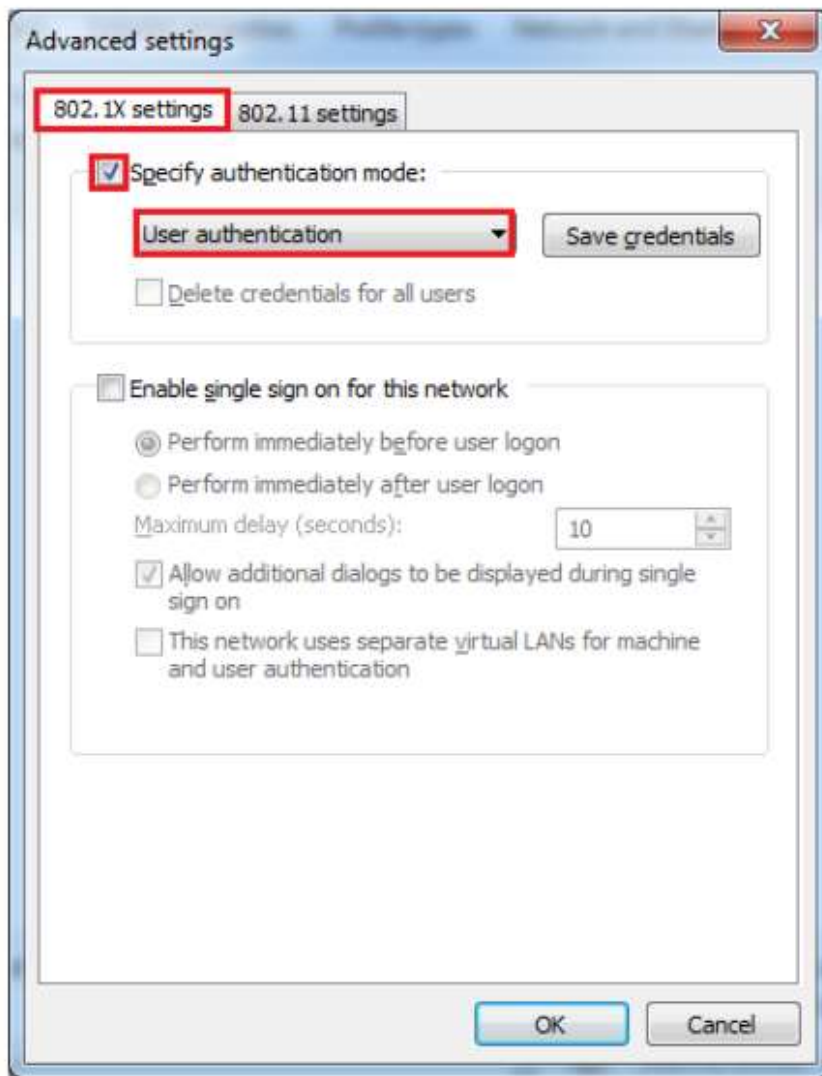 Advanced settings
802.1X settings
802.11 settings
Specify authentication mode:
User authentication
Save credentials
Delete credentials for all users
Enable single sign on for this network
Perform immediately before user logon
Perform immediately after user logon
Maximum delay (seconds):
10
Allow additional dialogs to be displayed during single
sign on
This network uses separate virtual LANs for machine
and user authentication
OK
Cancel